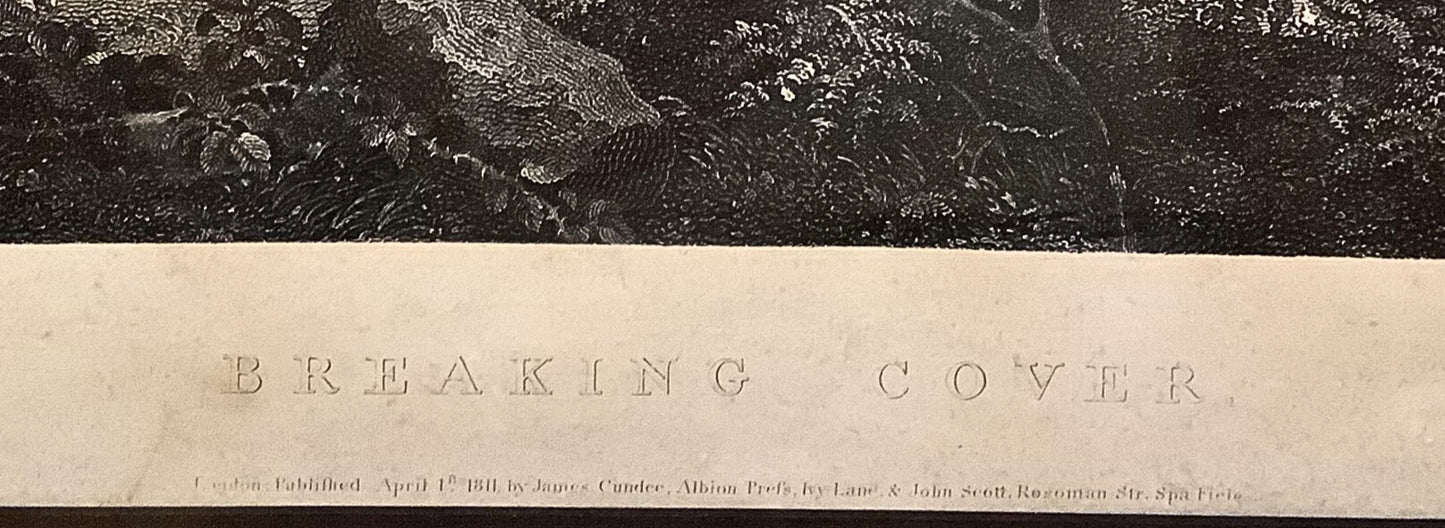 BREAKING COVER.
London, Published April 1st 1811, by James Cundee, Albion Preſs, Ivy Lane, & John Scott, Rosoman Str. Spa Field